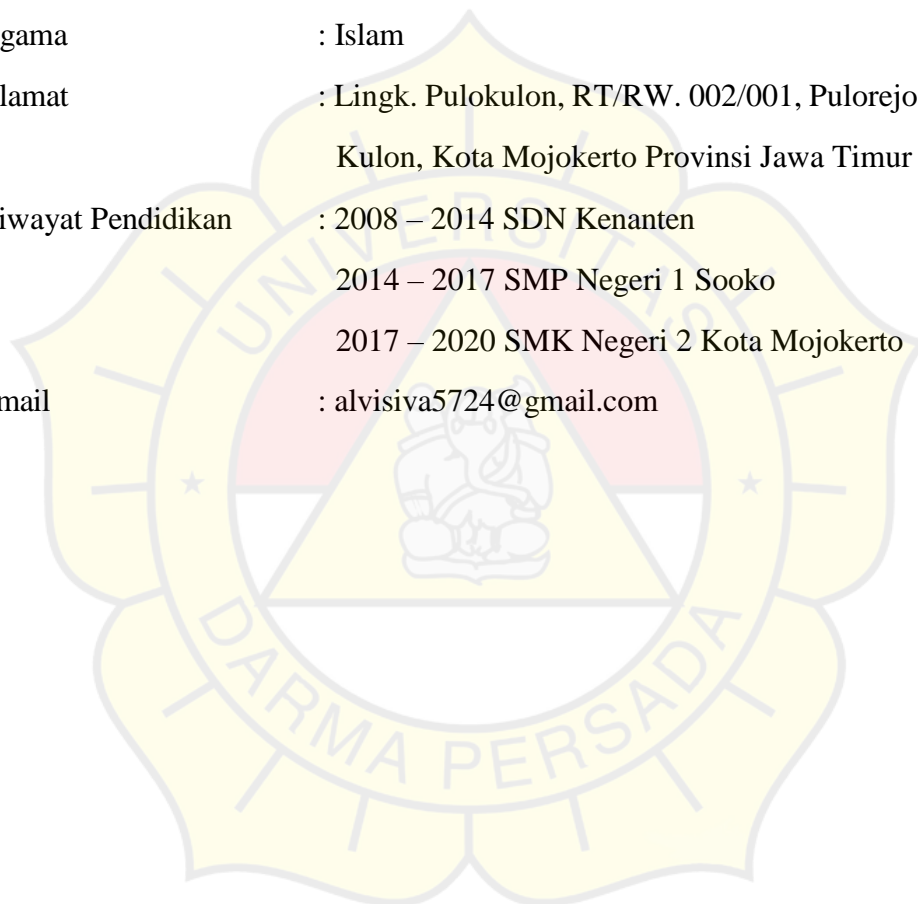 gama : Islam
lamat : Lingk. Pulokulon, RT/RW. 002/001, Pulorejo
Kulon, Kota Mojokerto Provinsi Jawa Timur
iwayat Pendidikan : 2008 – 2014 SDN Kenanten
2014 – 2017 SMP Negeri 1 Sooko
2017 – 2020 SMK Negeri 2 Kota Mojokerto
mail : alvisiva5724@gmail.com
UNIVERSITAS
DARMA PERSADA